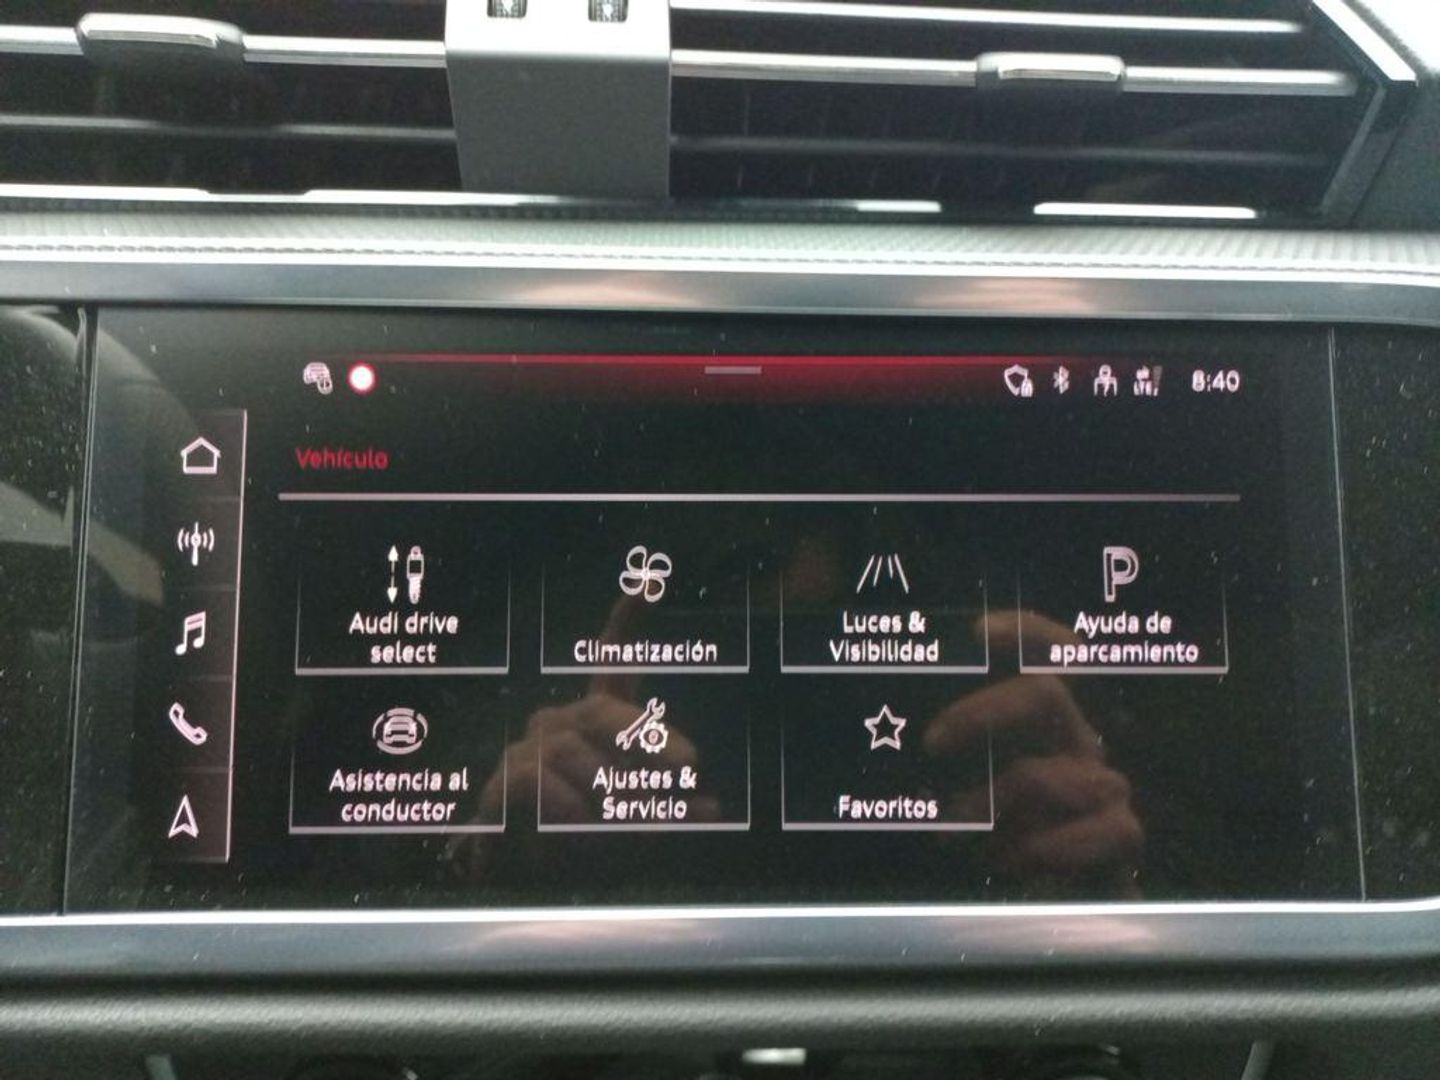 8:40
Vehículo
Audi drive
select
Climatización
Luces &
Visibilidad
Ayuda de
aparcamiento
Asistencia al
conductor
Ajustes &
Servicio
Favoritos